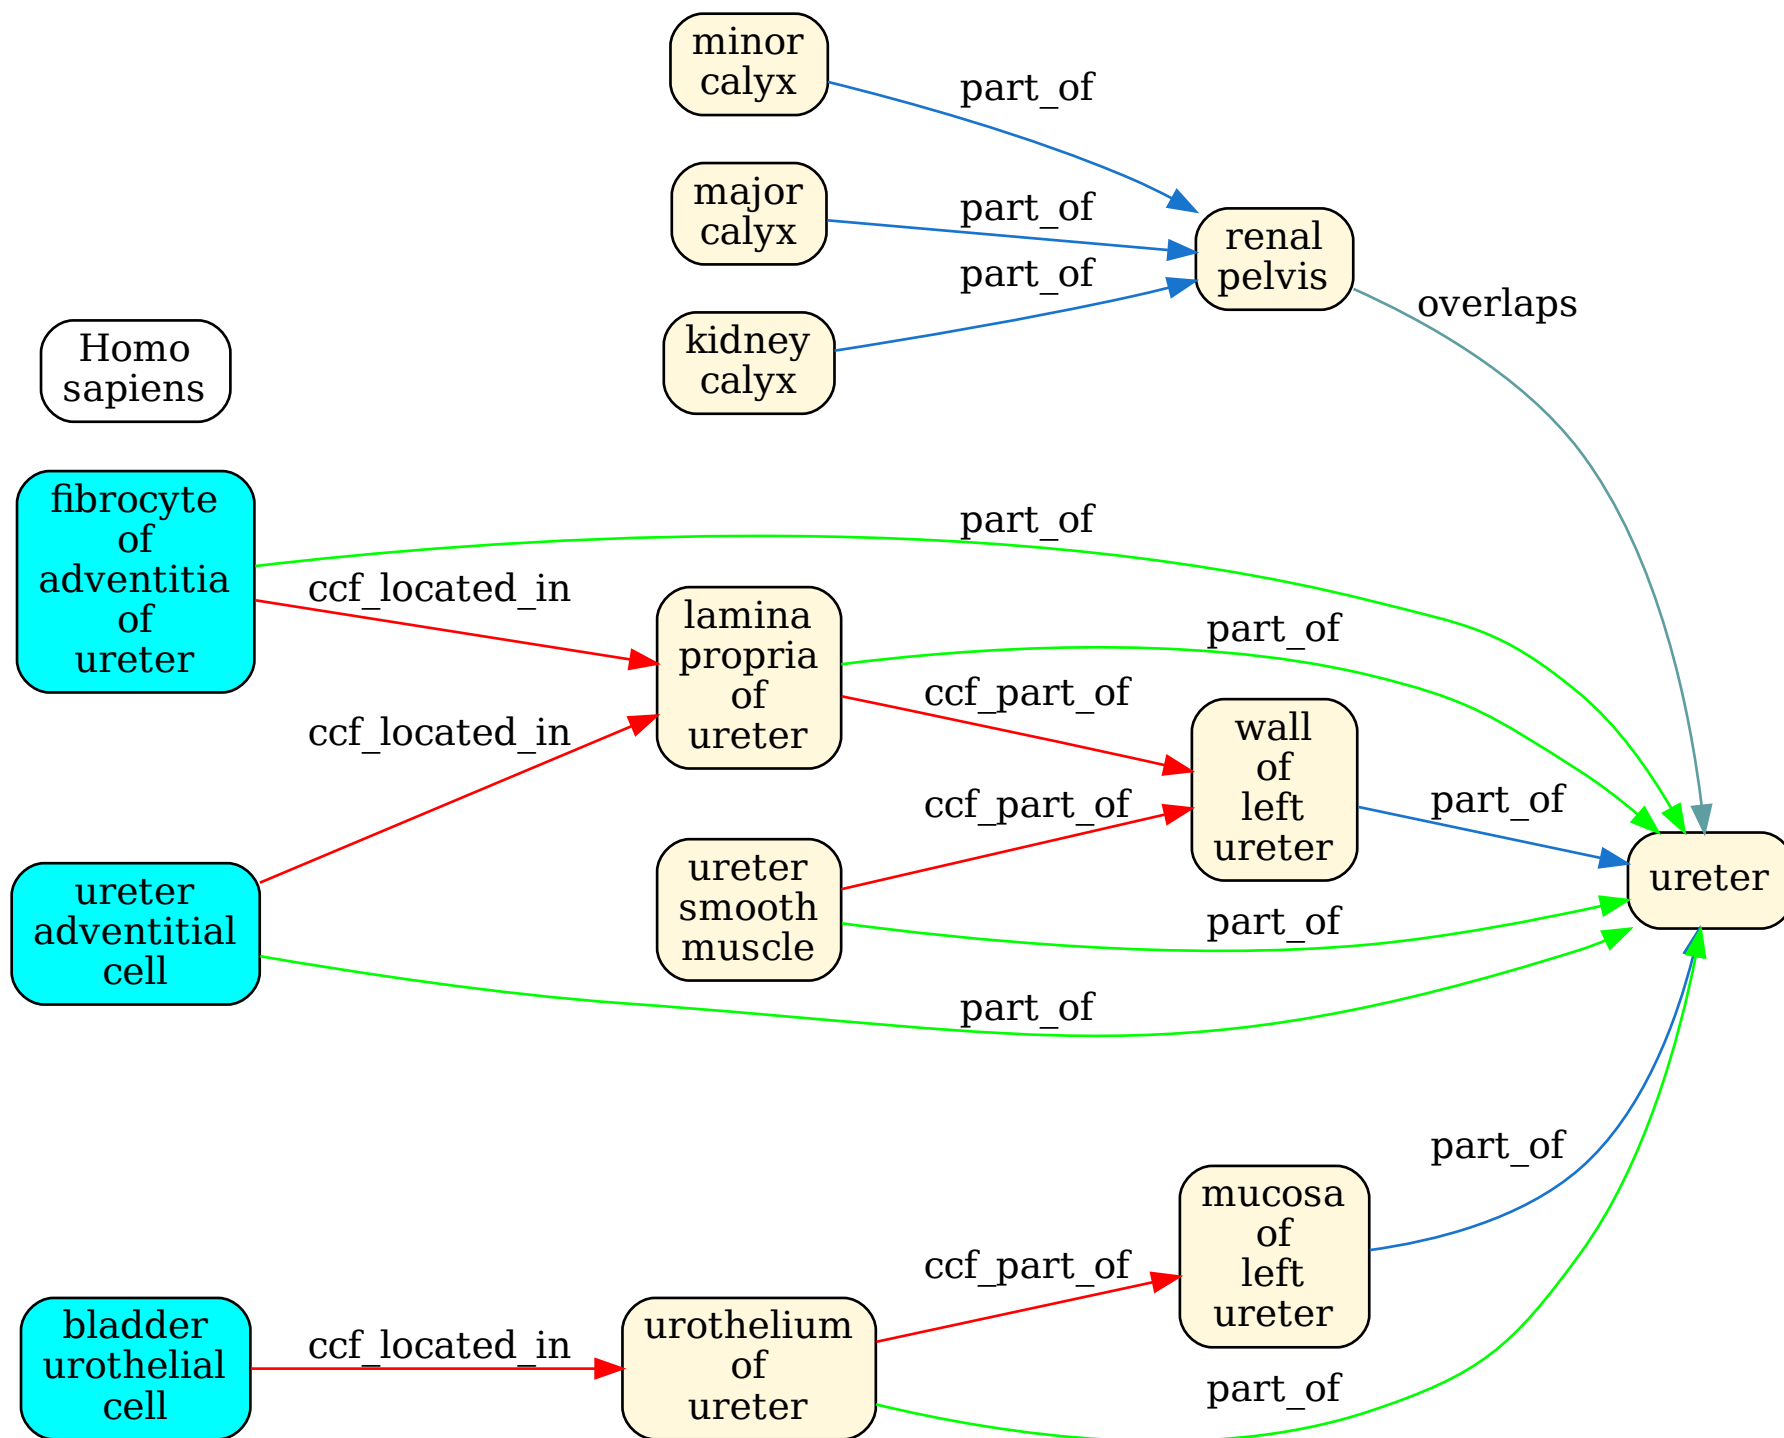 minor
calyx
part_of
major
calyx
part_of
renal
pelvis
part_of
overlaps
Homo
sapiens
kidney
calyx
fibrocyte
of
adventitia
of
ureter
part_of
ccf_located_in
lamina
propria
of
ureter
part_of
ccf_part_of
ccf_located_in
wall
of
left
ureter
part_of
ccf_part_of
ureter
smooth
muscle
ureter
part_of
ureter
adventitial
cell
part_of
part_of
mucosa
of
left
ureter
ccf_part_of
bladder
urothelial
cell
ccf_located_in
urothelium
of
ureter
part_of